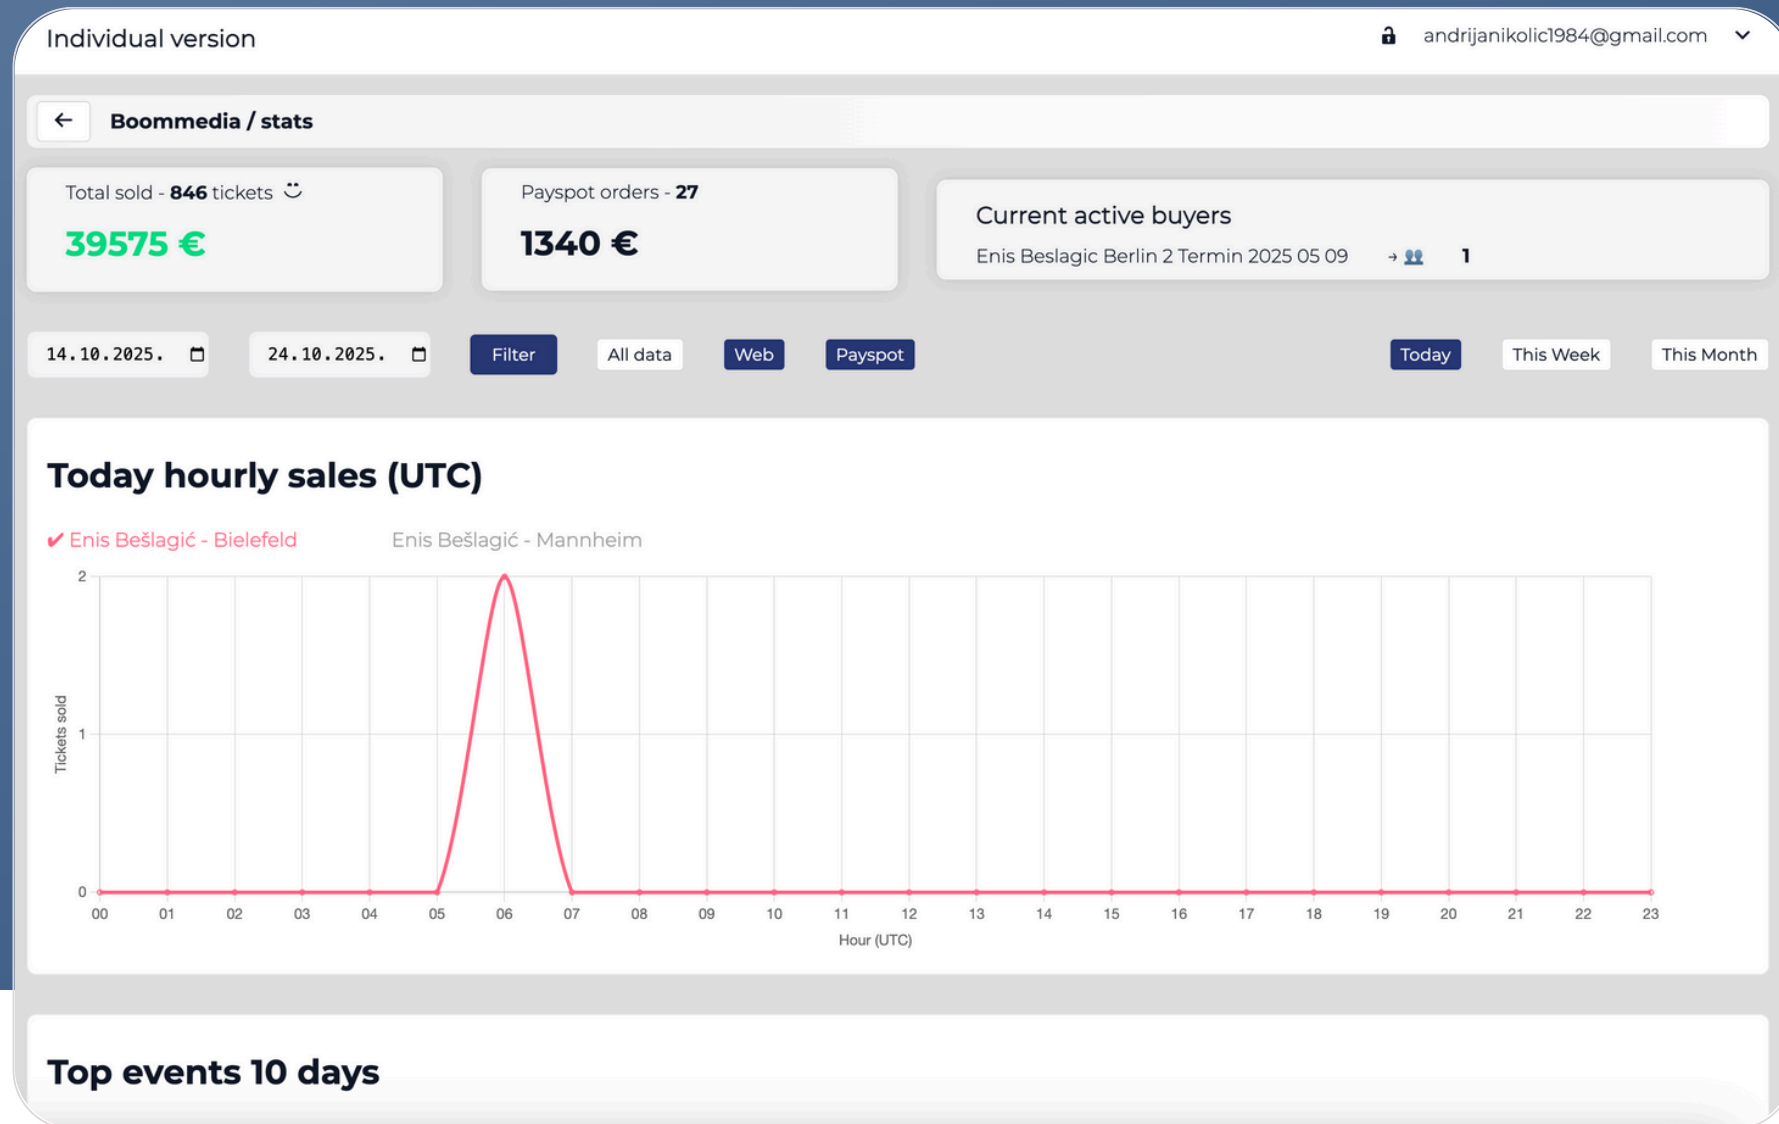 Individual version
andrijanikolic1984@gmail.com
Boommedia / stats
Total sold - 846 tickets
39575 €
Payspot orders - 27
1340 €
Current active buyers
Enis Beslagic Berlin 2 Termin 2025 05 09 → 1
14.10.2025. 24.10.2025. Filter All data Web Payspot Today This Week This Month
Today hourly sales (UTC)
✔ Enis Bešlagić - Bielefeld Enis Bešlagić - Mannheim
2
1
0
Tickets sold
00 01 02 03 04 05 06 07 08 09 10 11 12 13 14 15 16 17 18 19 20 21 22 23
Hour (UTC)
Top events 10 days